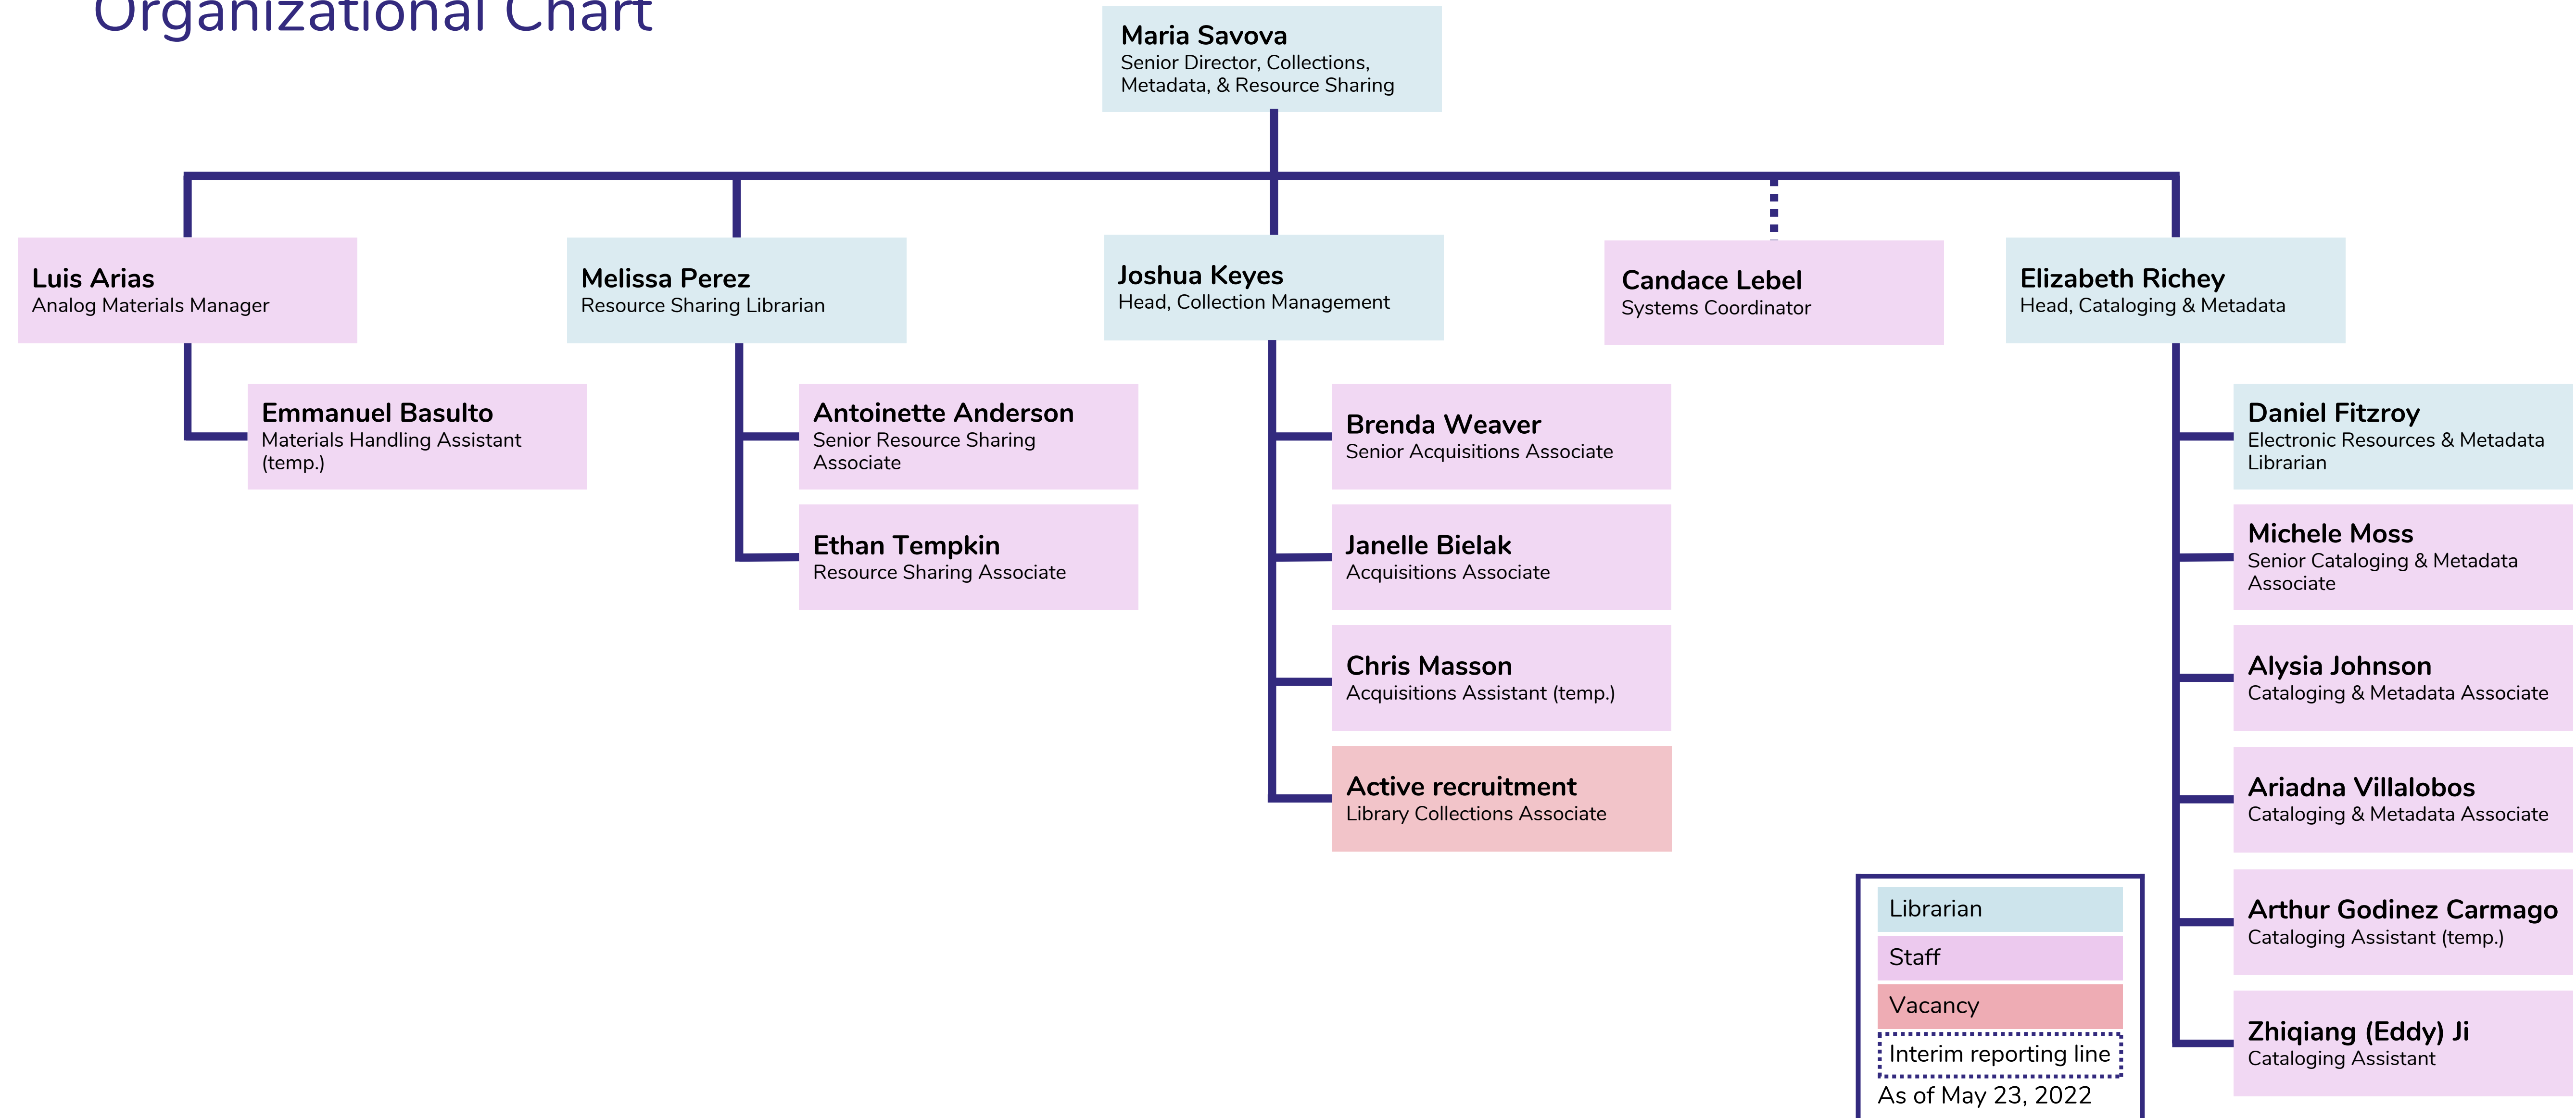 Organizational Chart
Maria Savova
Senior Director, Collections,
Metadata, & Resource Sharing
Luis Arias
Analog Materials Manager
Emmanuel Basulto
Materials Handling Assistant
(temp.)
Melissa Perez
Resource Sharing Librarian
Antoinette Anderson
Senior Resource Sharing
Associate
Ethan Tempkin
Resource Sharing Associate
Joshua Keyes
Head, Collection Management
Brenda Weaver
Senior Acquisitions Associate
Janelle Bielak
Acquisitions Associate
Chris Masson
Acquisitions Assistant (temp.)
Active recruitment
Library Collections Associate
Candace Lebel
Systems Coordinator
Elizabeth Richey
Head, Cataloging & Metadata
Daniel Fitzroy
Electronic Resources & Metadata
Librarian
Michele Moss
Senior Cataloging & Metadata
Associate
Alysia Johnson
Cataloging & Metadata Associate
Ariadna Villalobos
Cataloging & Metadata Associate
Arthur Godinez Carmago
Cataloging Assistant (temp.)
Zhiqiang (Eddy) Ji
Cataloging Assistant
Librarian
Staff
Vacancy
Interim reporting line
As of May 23, 2022